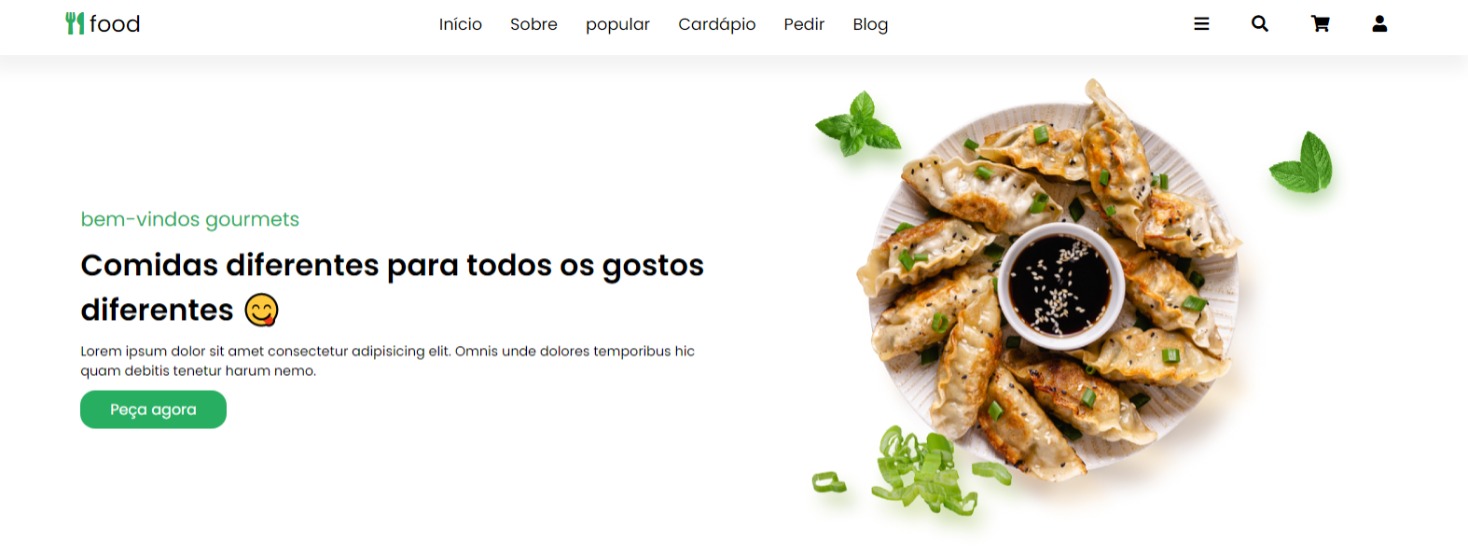 food
Início Sobre popular Cardápio Pedir Blog
bem-vindos gourmets
Comidas diferentes para todos os gostos
diferentes 😋
Lorem ipsum dolor sit amet consectetur adipisicing elit. Omnis unde dolores temporibus hic
quam debitis tenetur harum nemo.
Peça agora